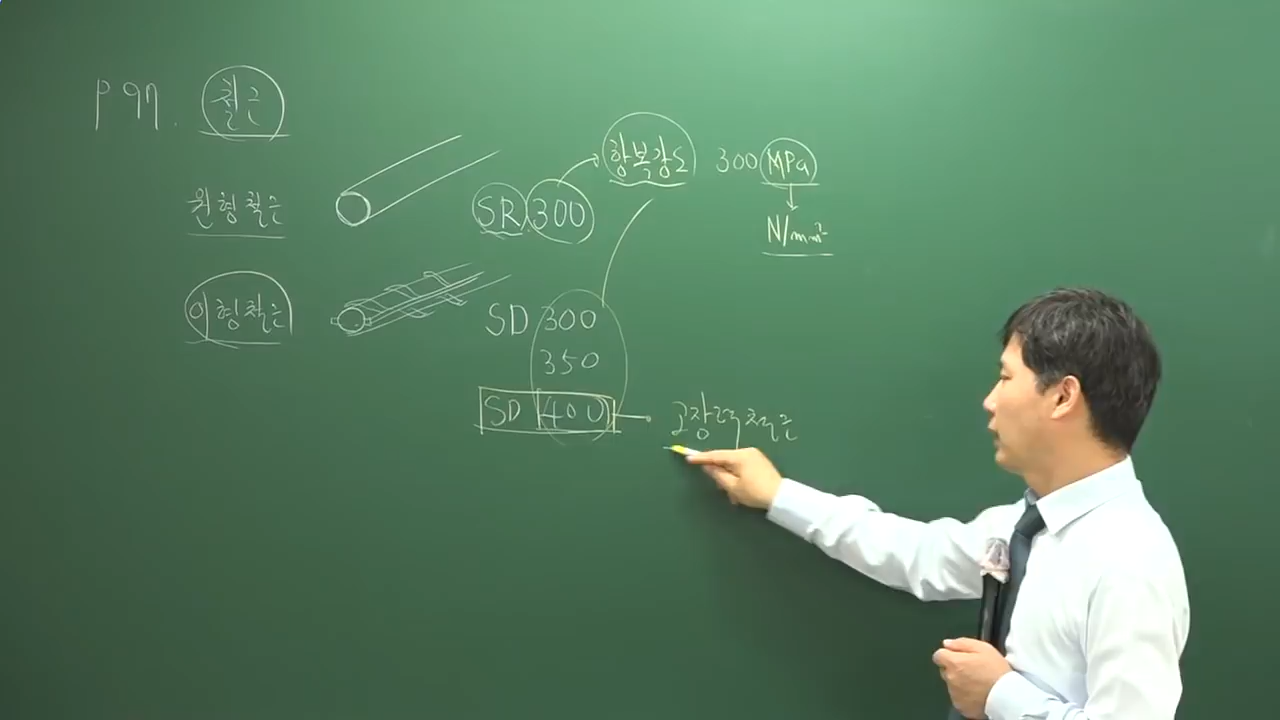 P 97. 철근
항복강도 300 MPa
원형철근 SR 300
N/mm²
이형철근 SD 300
350
SD 400 고장력철근